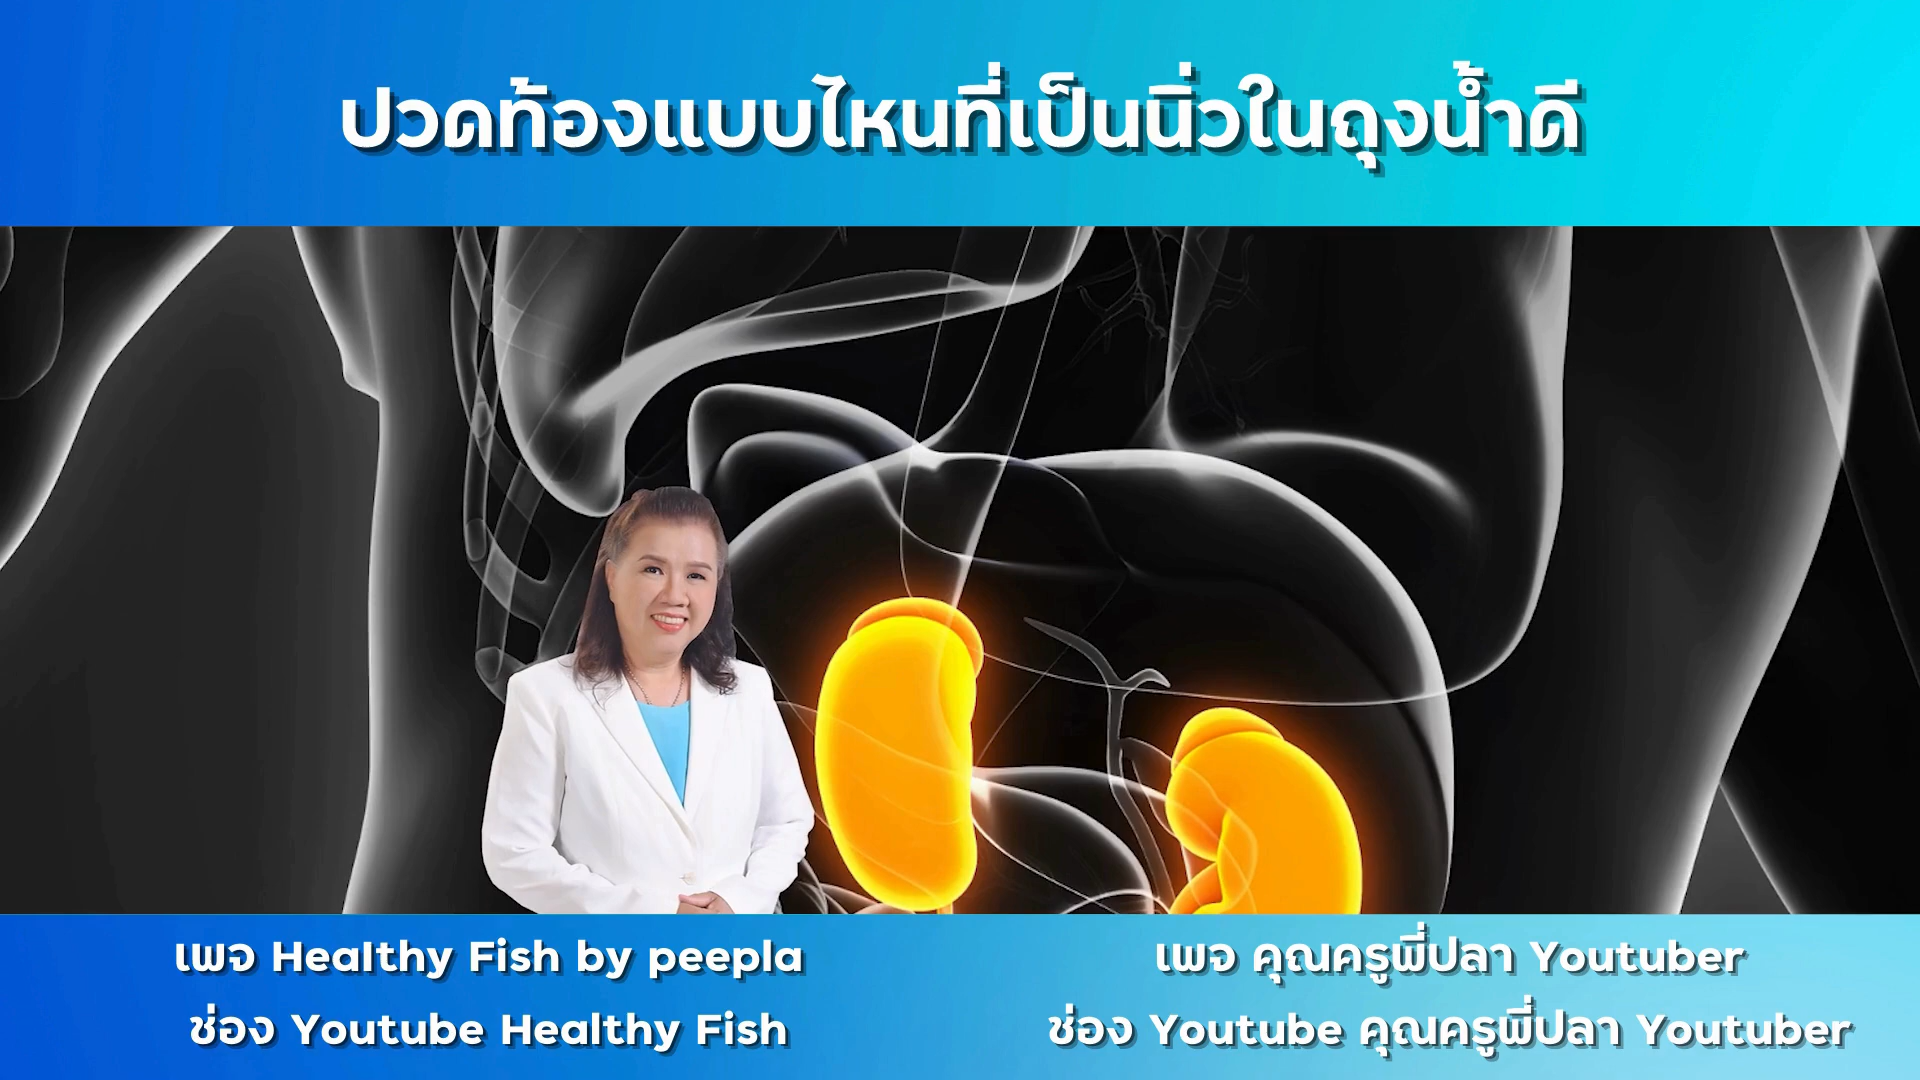 ปวดท้องแบบไหนที่เป็นนิ่วในถุงน้ำดี
เพจ Healthy Fish by peepla
ช่อง Youtube Healthy Fish
เพจ คุณครูพี่ปลา Youtuber
ช่อง Youtube คุณครูพี่ปลา Youtuber